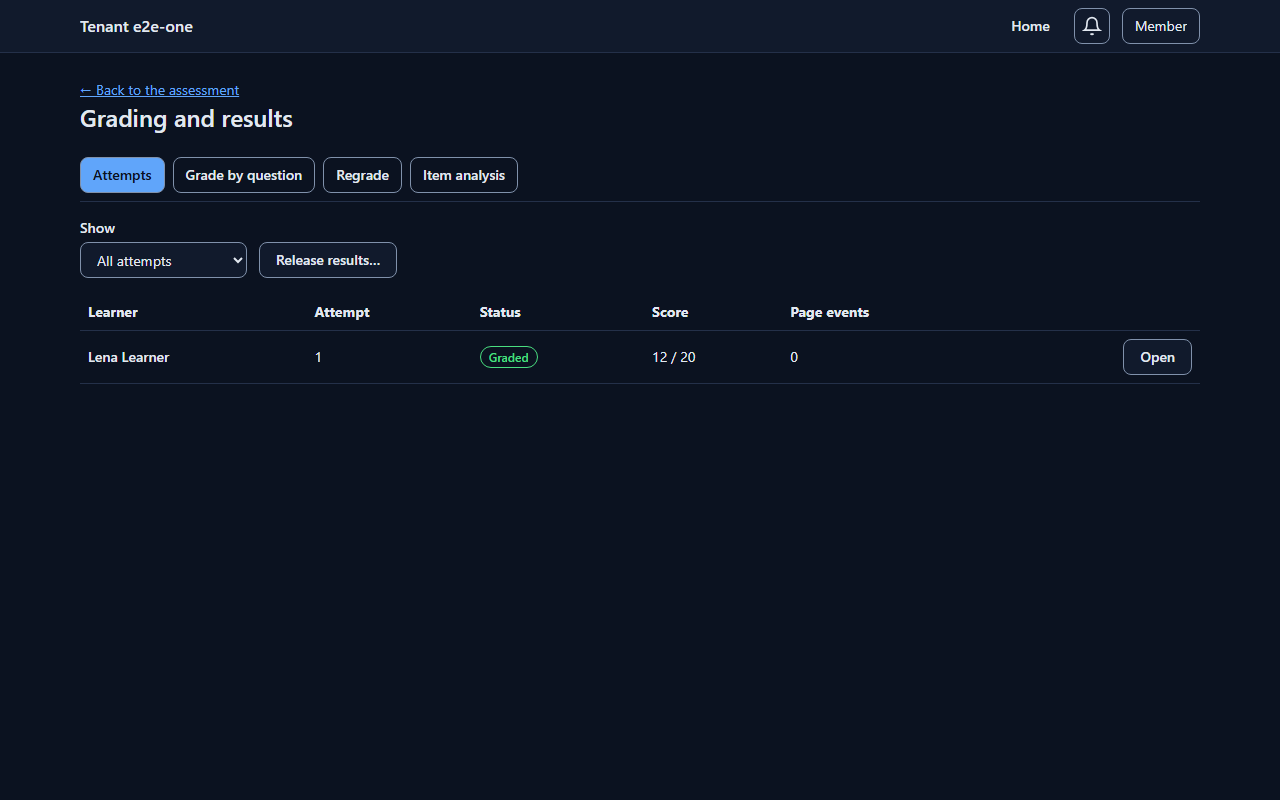 Tenant e2e-one
Home
Member
← Back to the assessment
Grading and results
Attempts
Grade by question
Regrade
Item analysis
Show
All attempts
Release results...
Learner Attempt Status Score Page events
Lena Learner 1 Graded 12 / 20 0 Open